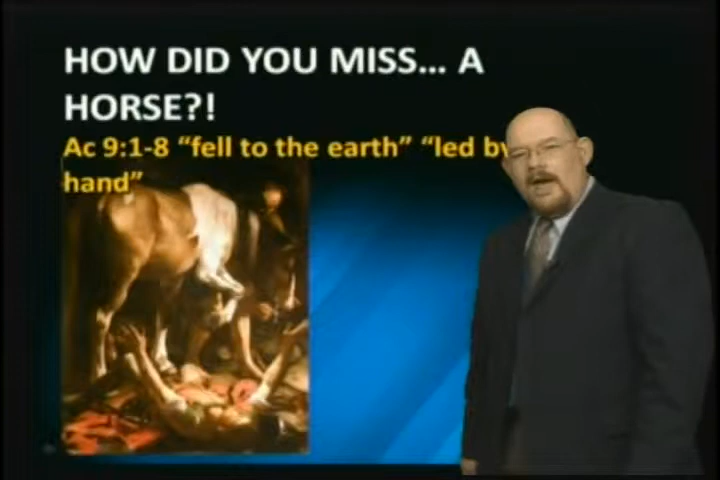 HOW DID YOU MISS... A
HORSE?!
Ac 9:1-8 “fell to the earth” “led by
hand”